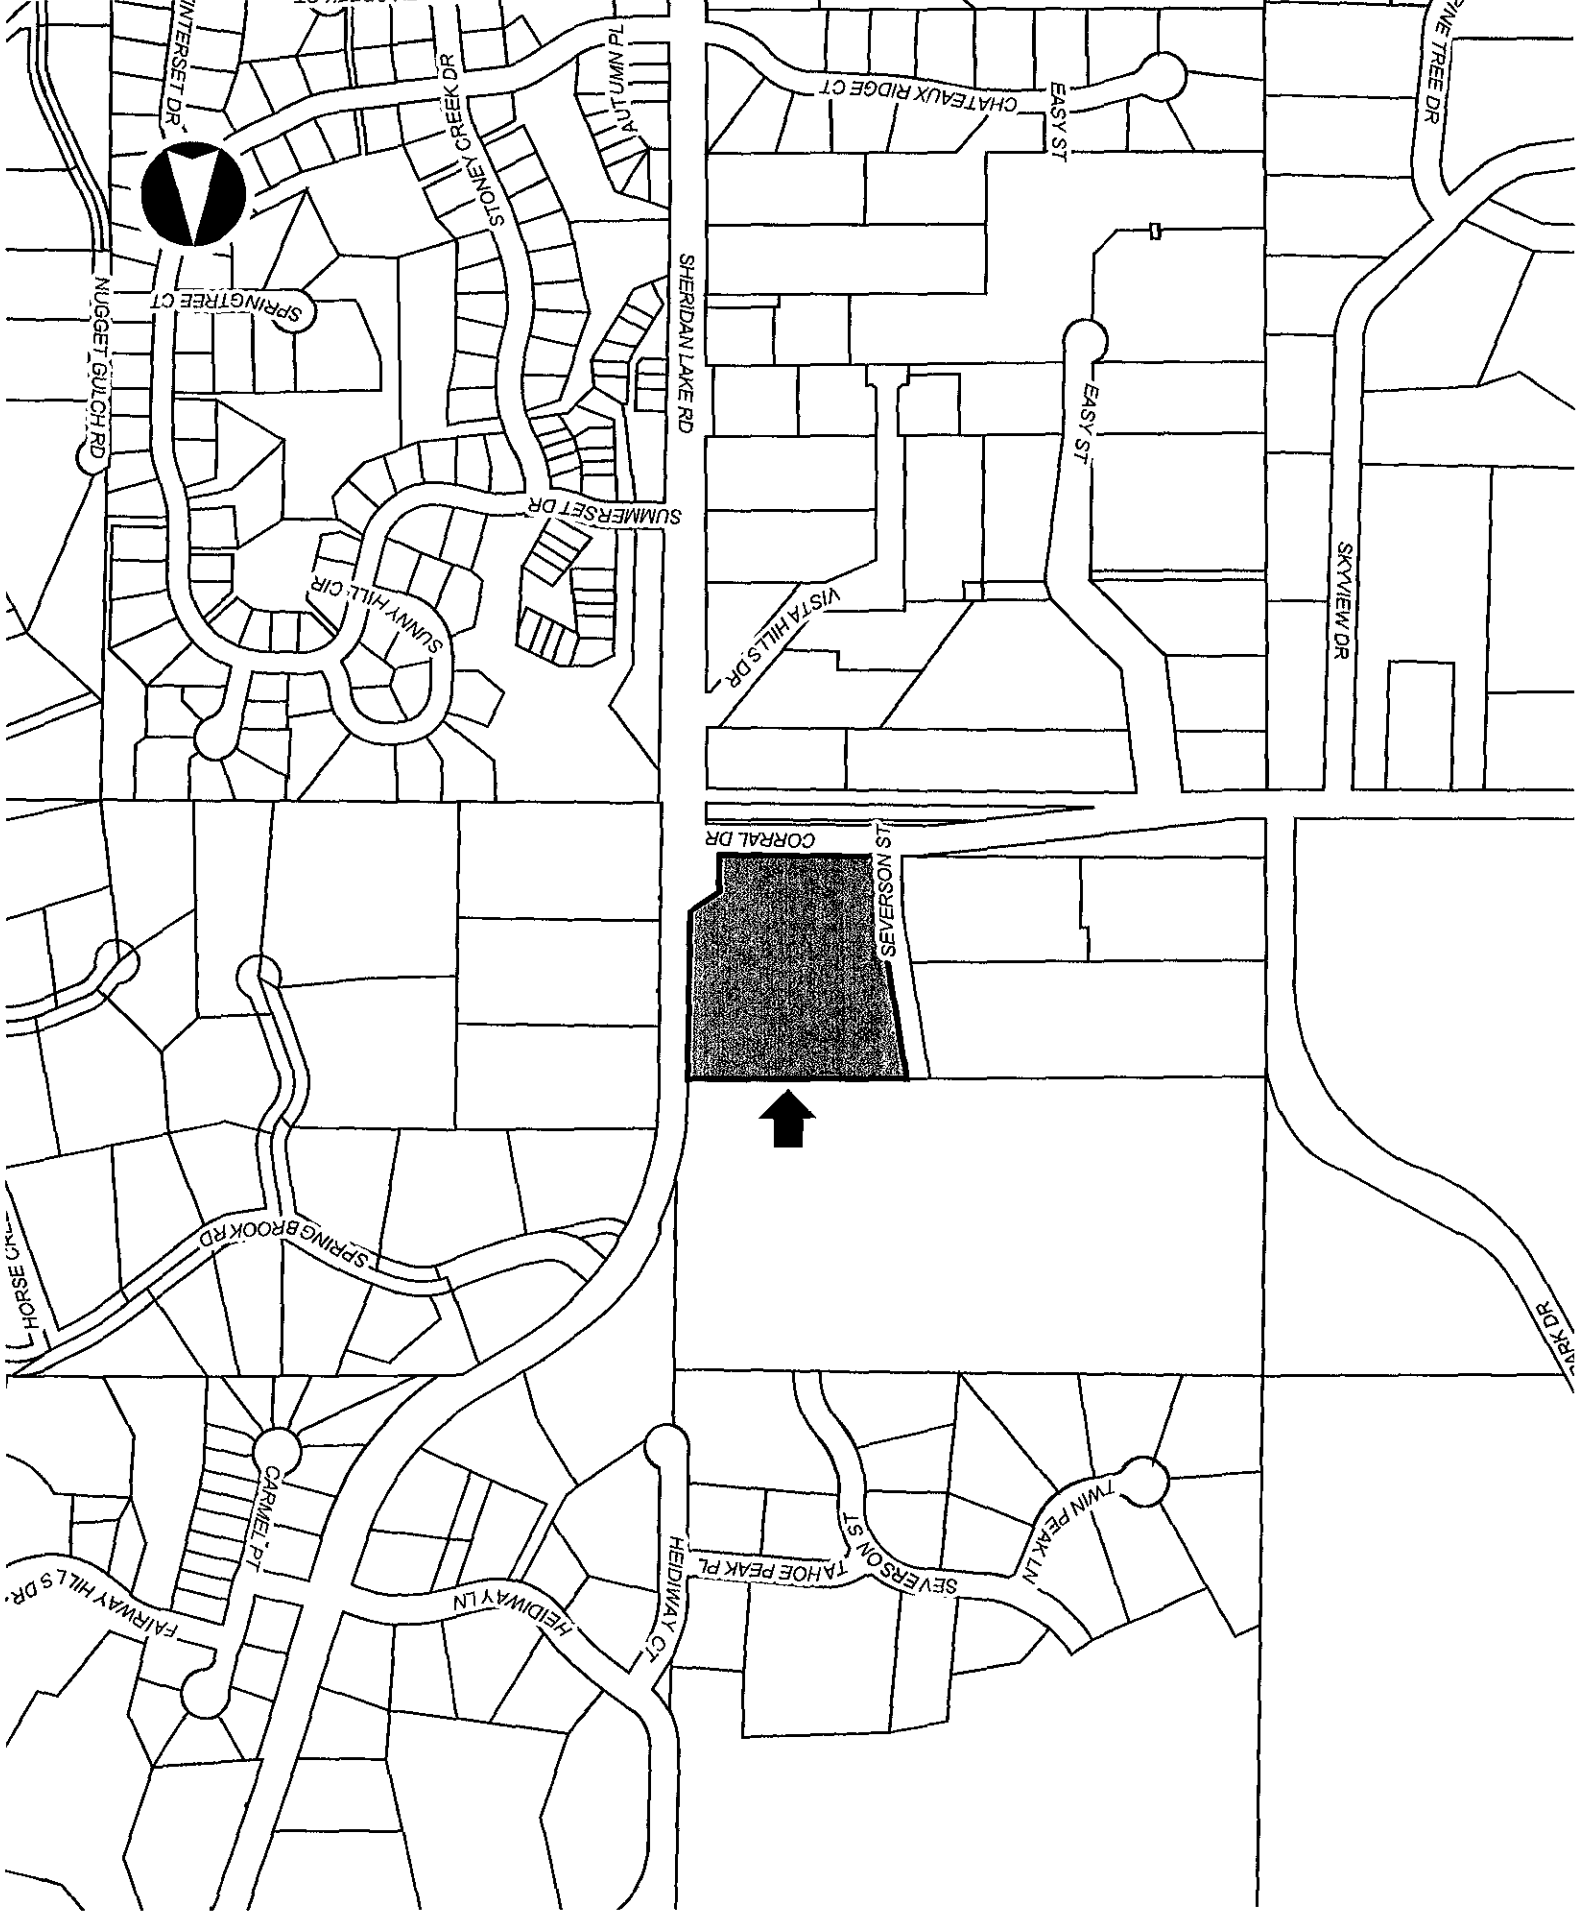 WINTERSET DR
STONEY CREEK DR
AUTUMN PL
CHATEAUX RIDGE CT
EASY ST
PINE TREE DR
NUGGET GULCH RD
SPRINGTREE CT
SHERIDAN LAKE RD
EASY ST
SUMMERSET DR
SUNNY HILL CIR
VISTA HILLS DR
SKYVIEW DR
CORRAL DR
SEVERSON ST
SPRING BROOK RD
HORSE
ARK DR
CARMEL PT
FAIRWAY HILLS DR
HEIDIWAY LN
HEIDIWAY CT
TAHOE PEAK PL
SEVERSON ST
TWIN PEAK LN